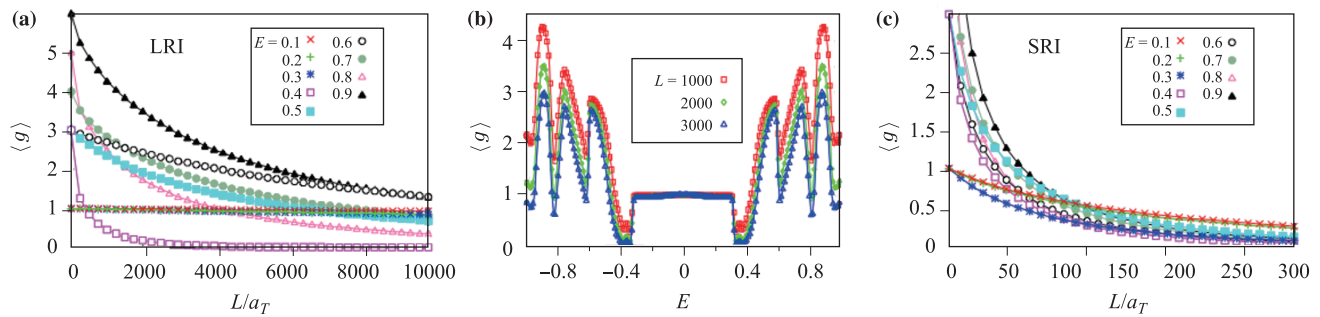 (a)
LRI
E = 0.1 0.6
0.2 0.7
0.3 0.8
0.4 0.9
0.5
⟨g⟩
6
5
4
3
2
1
0
0 2000 4000 6000 8000 10000
L/a_T
(b)
L = 1000
2000
3000
⟨g⟩
4
3
2
1
0
−0.8 −0.4 0 0.4 0.8
E
(c)
SRI
E = 0.1 0.6
0.2 0.7
0.3 0.8
0.4 0.9
0.5
⟨g⟩
2.5
2
1.5
1
0.5
0 50 100 150 200 250 300
L/a_T